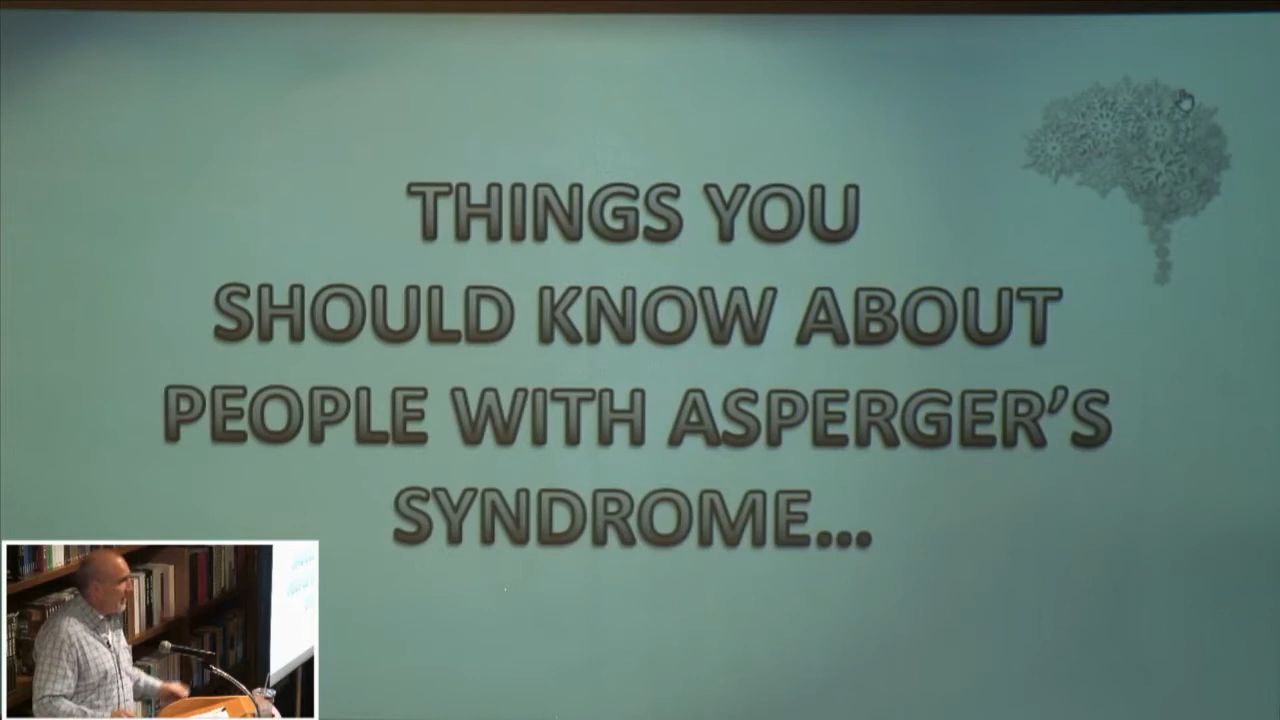 THINGS YOU
SHOULD KNOW ABOUT
PEOPLE WITH ASPERGER’S
SYNDROME…